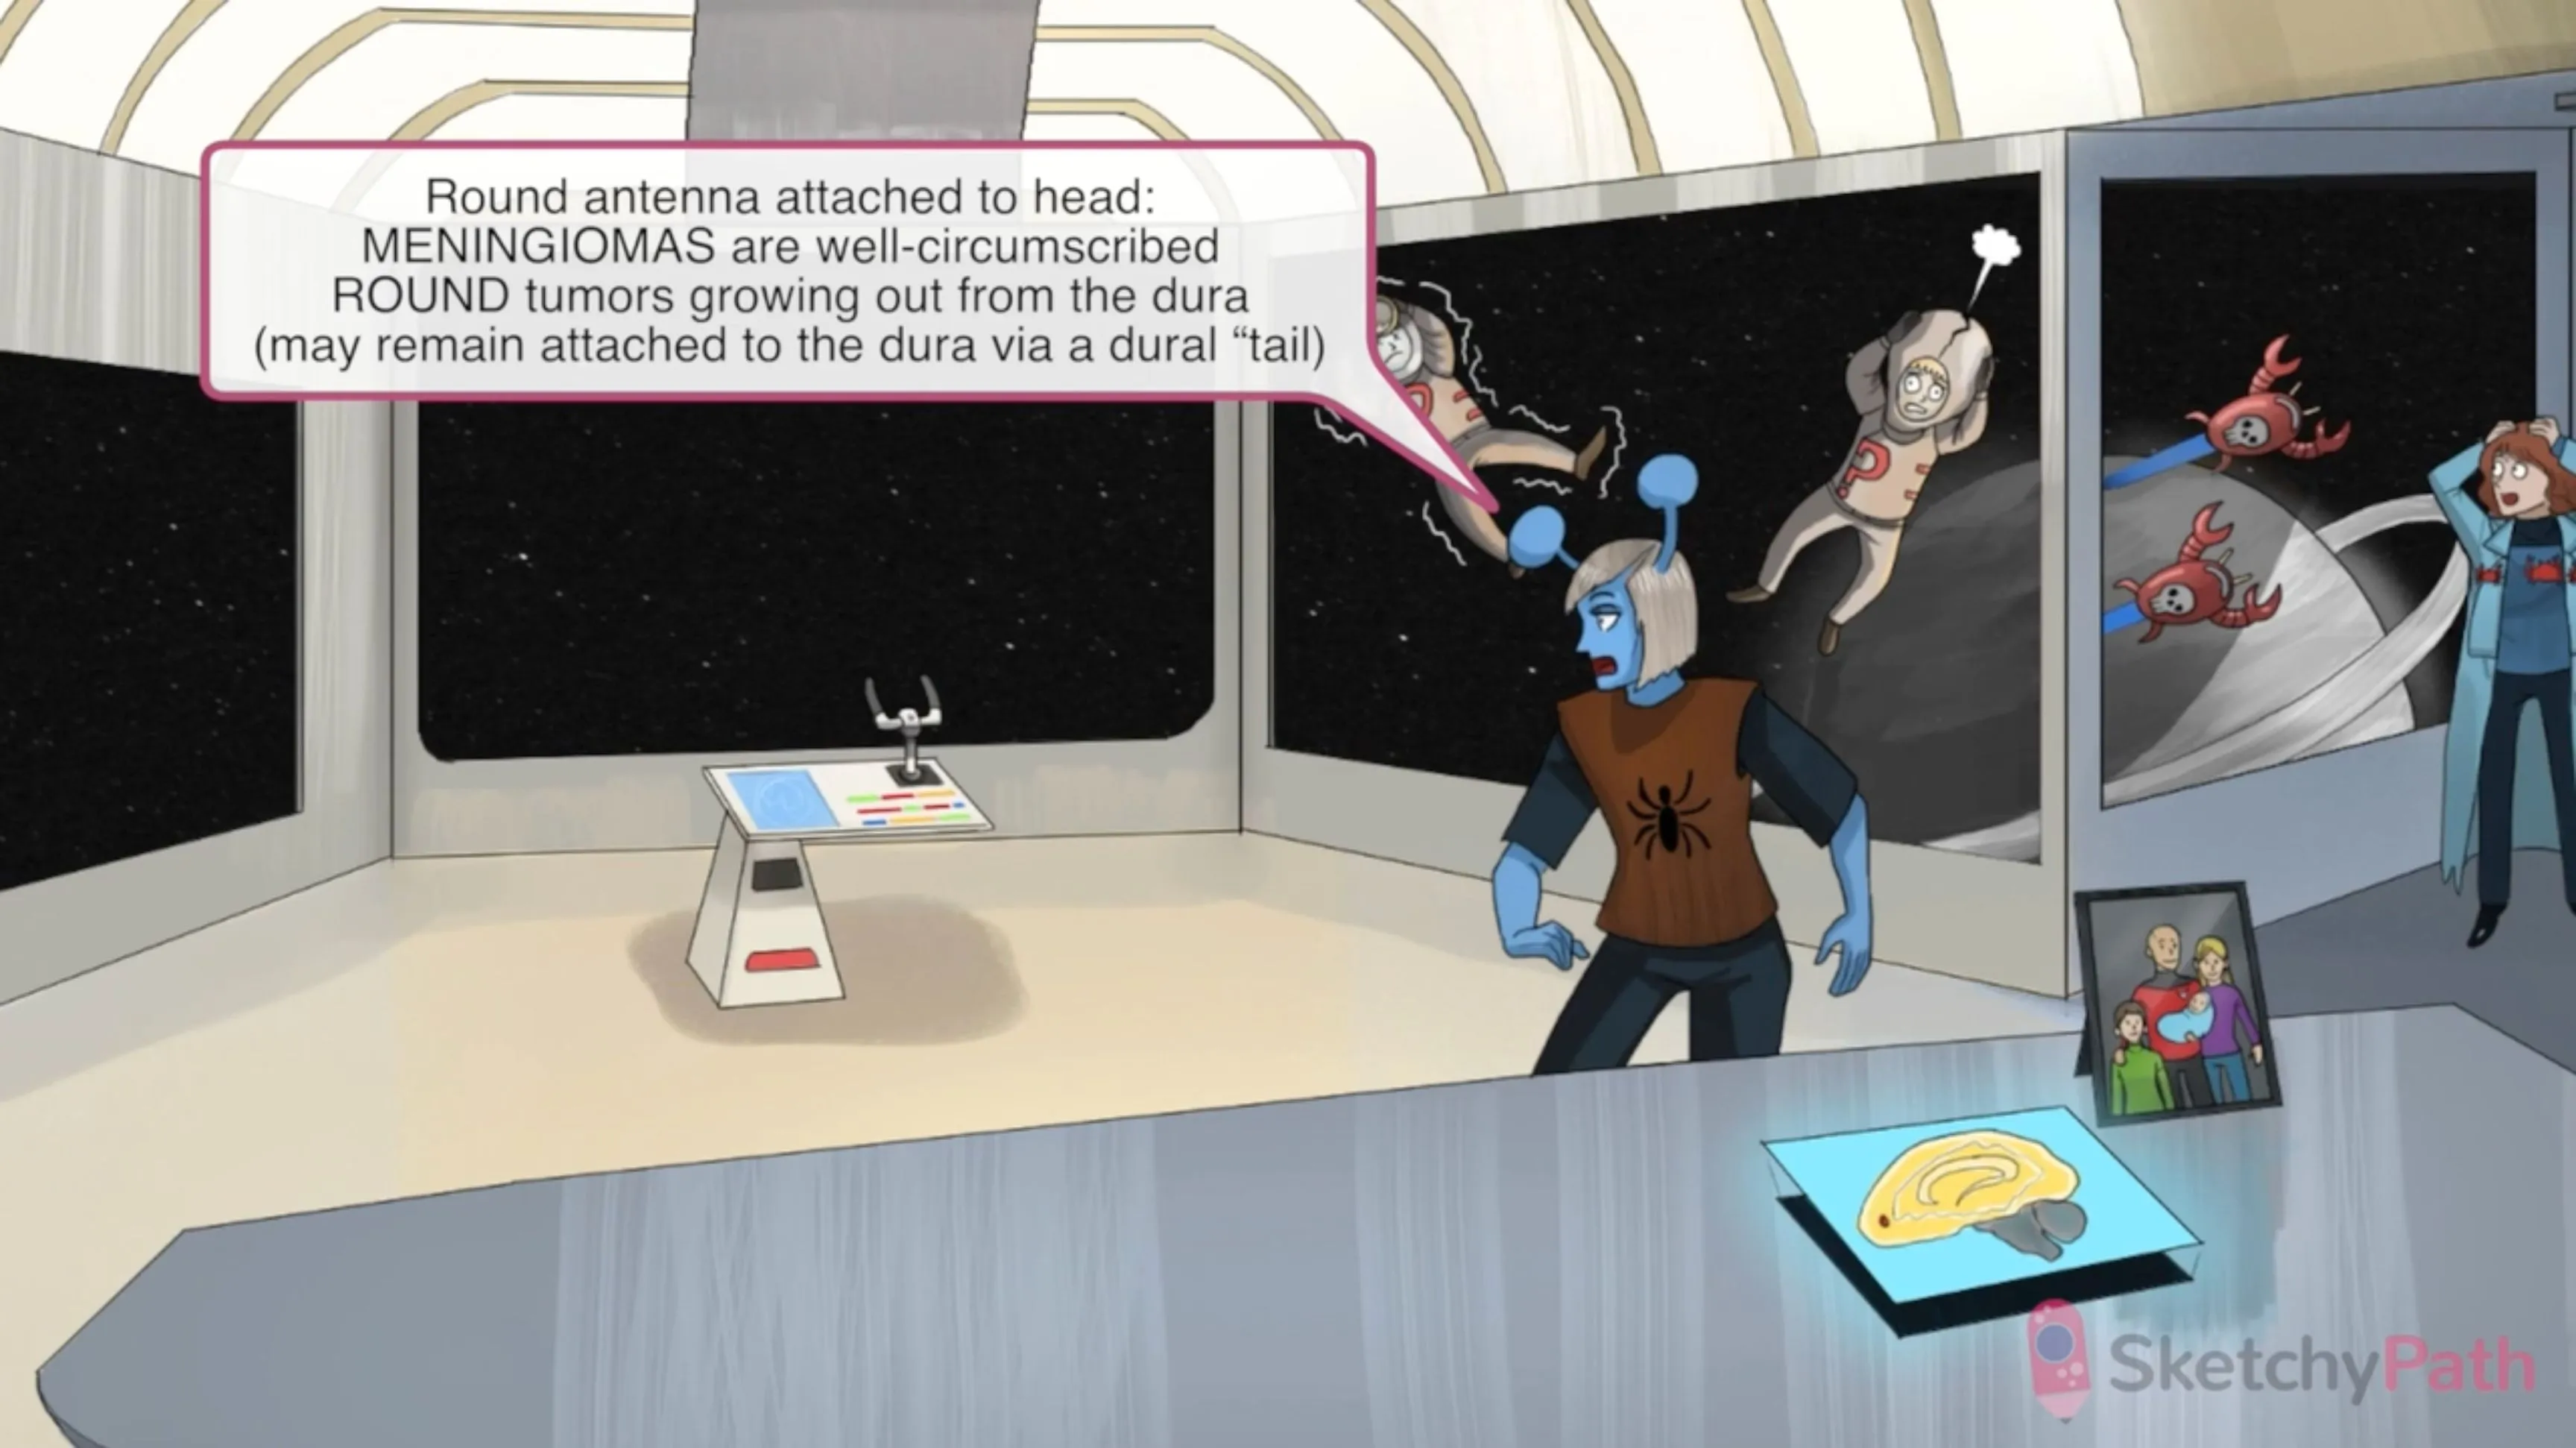 Round antenna attached to head:
MENINGIOMAS are well-circumscribed
ROUND tumors growing out from the dura
(may remain attached to the dura via a dural “tail)
?
?
SketchyPath